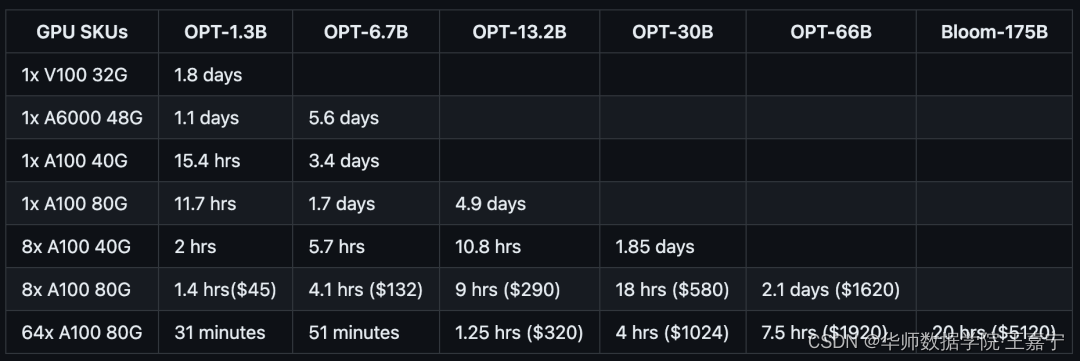 GPU SKUs OPT-1.3B OPT-6.7B OPT-13.2B OPT-30B OPT-66B Bloom-175B
1x V100 32G 1.8 days
1x A6000 48G 1.1 days 5.6 days
1x A100 40G 15.4 hrs 3.4 days
1x A100 80G 11.7 hrs 1.7 days 4.9 days
8x A100 40G 2 hrs 5.7 hrs 10.8 hrs 1.85 days
8x A100 80G 1.4 hrs($45) 4.1 hrs ($132) 9 hrs ($290) 18 hrs ($580) 2.1 days ($1620)
64x A100 80G 31 minutes 51 minutes 1.25 hrs ($320) 4 hrs ($1024) 7.5 hrs ($1920) 20 hrs ($5120)
CSDN @华师数据学院·王嘉宁